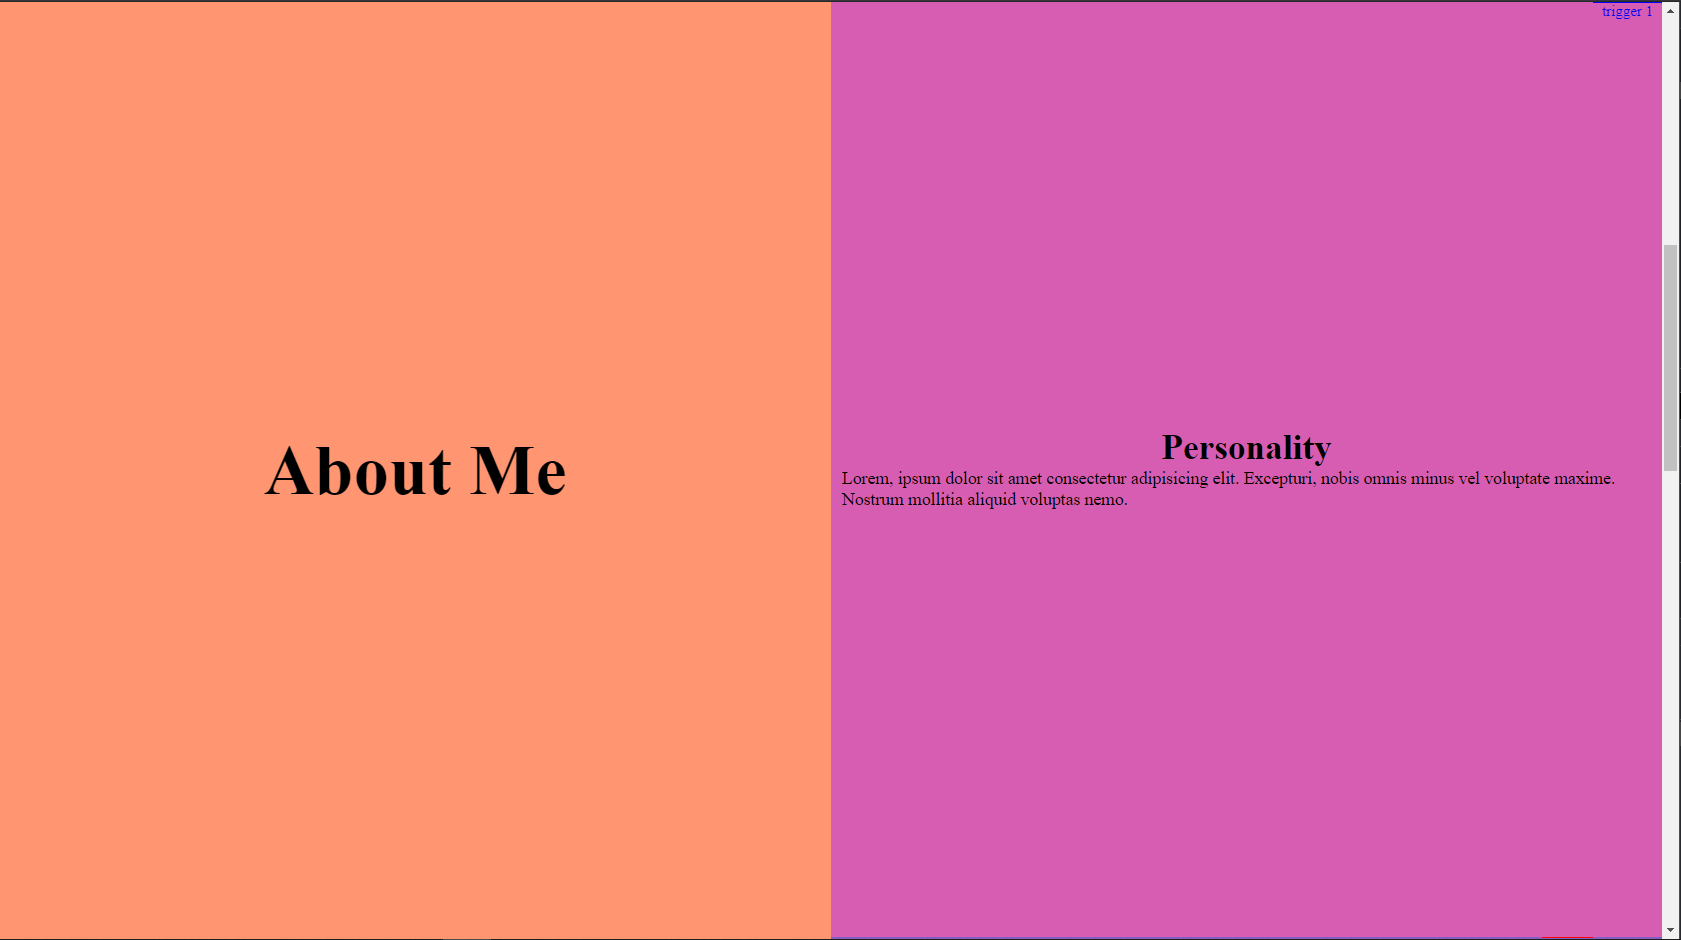 trigger 1
About Me
Personality
Lorem, ipsum dolor sit amet consectetur adipisicing elit. Excepturi, nobis omnis minus vel voluptate maxime.
Nostrum mollitia aliquid voluptas nemo.